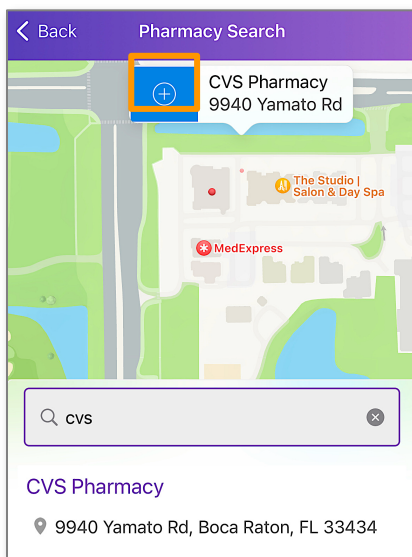 Back
Pharmacy Search
CVS Pharmacy
9940 Yamato Rd
The Studio |
Salon & Day Spa
MedExpress
cvs
CVS Pharmacy
9940 Yamato Rd, Boca Raton, FL 33434